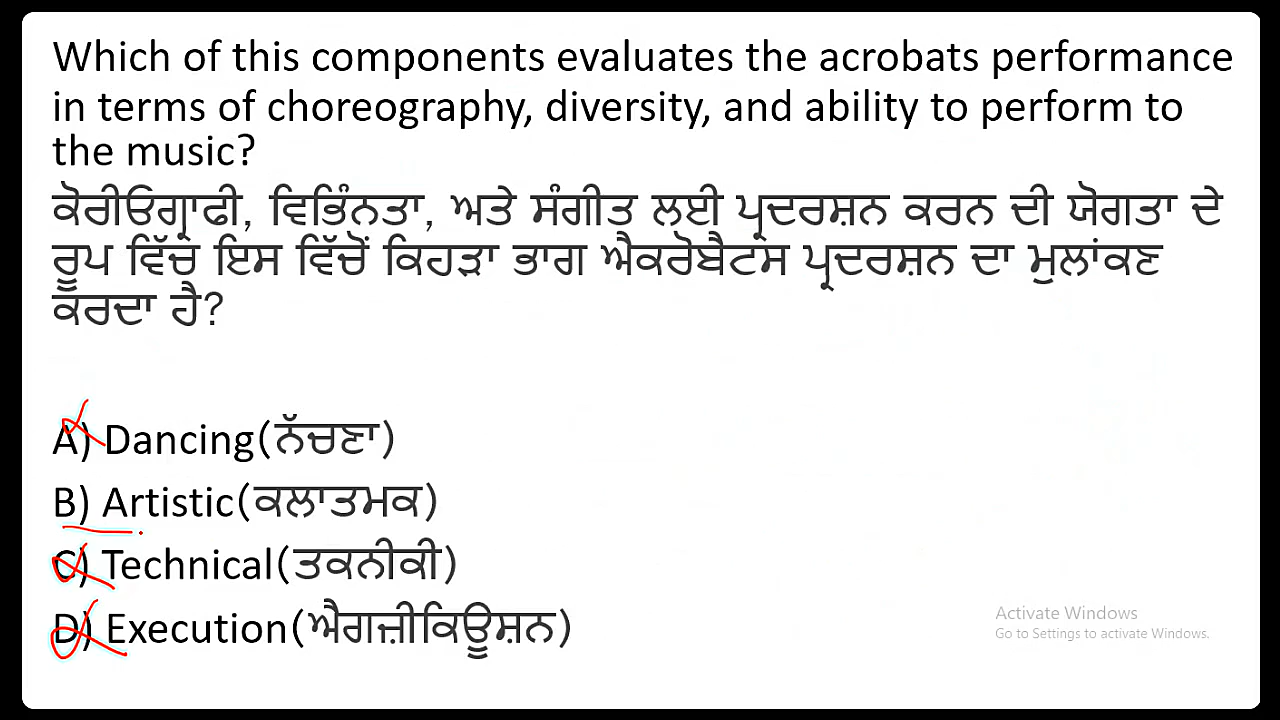 Which of this components evaluates the acrobats performance
in terms of choreography, diversity, and ability to perform to
the music?
ਕੋਰੀਓਗ੍ਰਾਫੀ, ਵਿਭਿੰਨਤਾ, ਅਤੇ ਸੰਗੀਤ ਲਈ ਪ੍ਰਦਰਸ਼ਨ ਕਰਨ ਦੀ ਯੋਗਤਾ ਦੇ
ਰੂਪ ਵਿੱਚ ਇਸ ਵਿੱਚੋਂ ਕਿਹੜਾ ਭਾਗ ਐਕਰੋਬੈਟਸ ਪ੍ਰਦਰਸ਼ਨ ਦਾ ਮੁਲਾਂਕਣ
ਕਰਦਾ ਹੈ?
A) Dancing(ਨੱਚਣਾ)
B) Artistic(ਕਲਾਤਮਕ)
C) Technical(ਤਕਨੀਕੀ)
D) Execution(ਐਗਜ਼ੀਕਿਊਸ਼ਨ)
Activate Windows
Go to Settings to activate Windows.